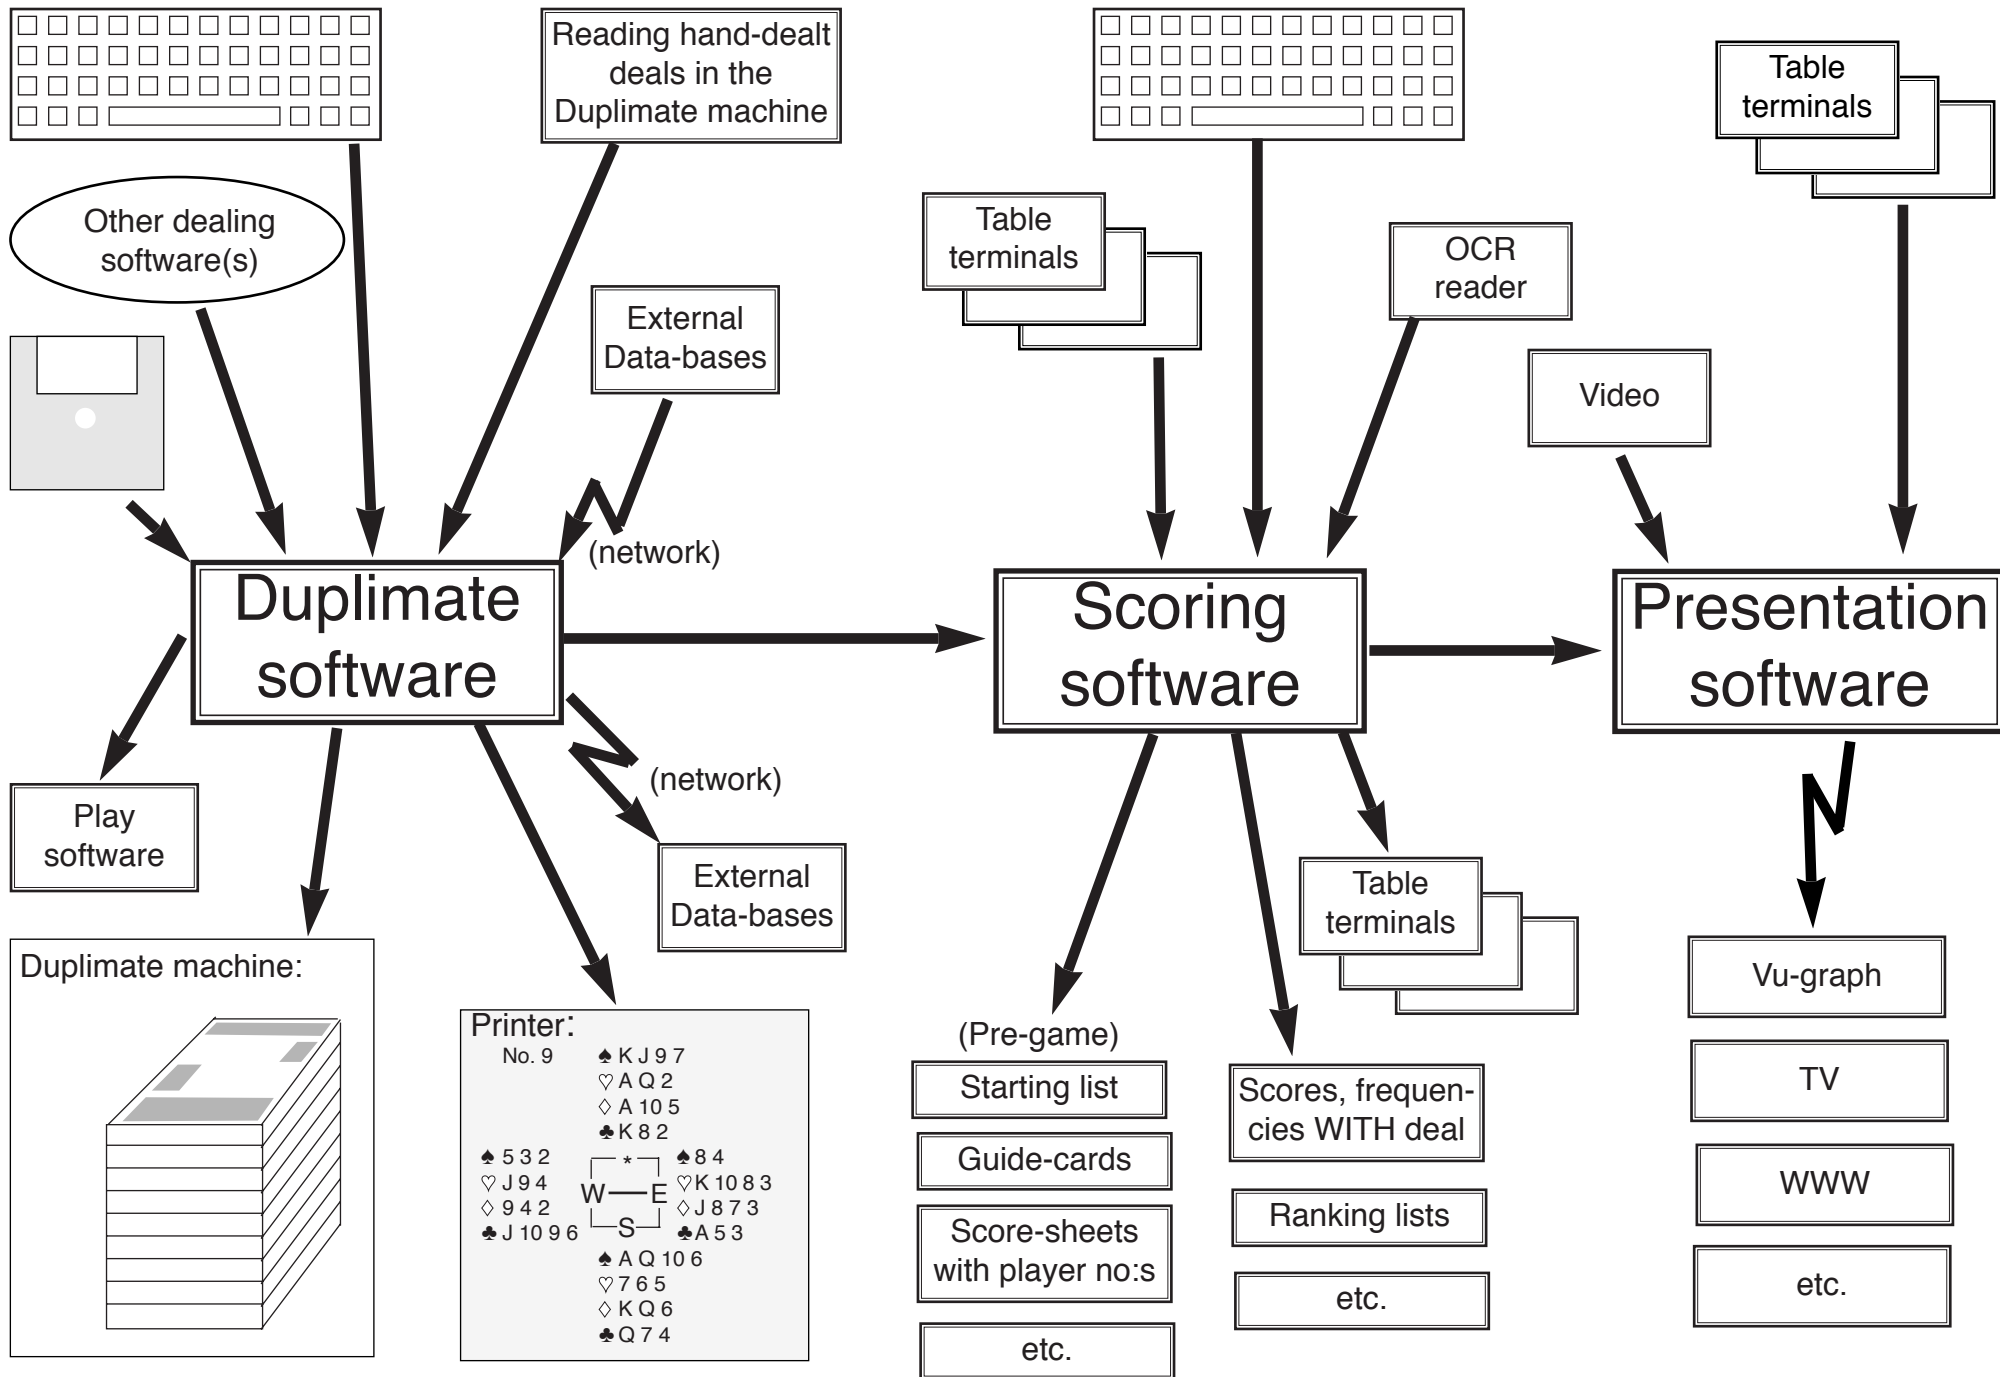 Reading hand-dealt
deals in the
Duplimate machine
Table
terminals
Other dealing
software(s)
Table
terminals
OCR
reader
External
Data-bases
Video
(network)
Duplimate
software
Scoring
software
Presentation
software
(network)
Play
software
External
Data-bases
Table
terminals
Duplimate machine:
Printer:
No. 9
♠ K J 9 7
♡ A Q 2
♢ A 10 5
♣ K 8 2
♠ 5 3 2
♡ J 9 4
♢ 9 4 2
♣ J 10 9 6
*
W E
S
♠ 8 4
♡ K 10 8 3
♢ J 8 7 3
♣ A 5 3
♠ A Q 10 6
♡ 7 6 5
♢ K Q 6
♣ Q 7 4
(Pre-game)
Starting list
Guide-cards
Score-sheets
with player no:s
etc.
Scores, frequen-
cies WITH deal
Ranking lists
etc.
Vu-graph
TV
WWW
etc.